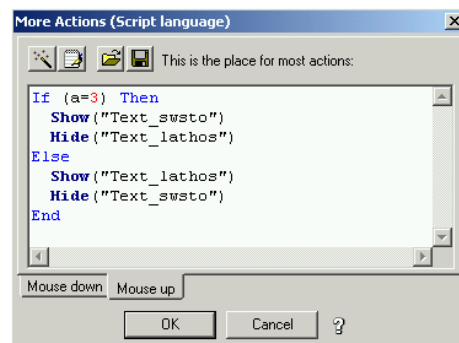 More Actions (Script language)
This is the place for most actions:
If (a=3) Then
  Show("Text_swsto")
  Hide("Text_lathos")
Else
  Show("Text_lathos")
  Hide("Text_swsto")
End
Mouse down Mouse up
OK Cancel ?